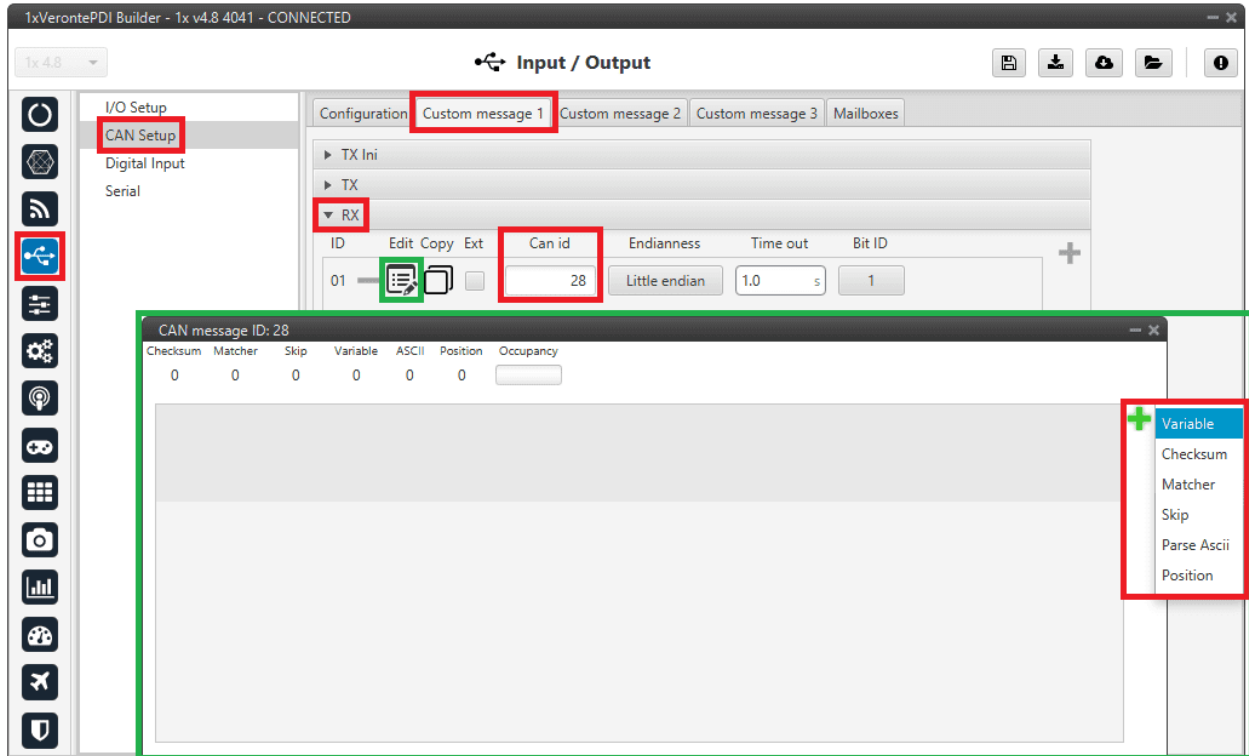 1xVerontePDI Builder - 1x v4.8 4041 - CONNECTED
1x 4.8
Input / Output
I/O Setup
CAN Setup
Digital Input
Serial
Configuration Custom message 1 Custom message 2 Custom message 3 Mailboxes
TX Ini
TX
RX
ID Edit Copy Ext Can id Endianness Time out Bit ID
01 28 Little endian 1.0 s 1
CAN message ID: 28
Checksum Matcher Skip Variable ASCII Position Occupancy
0 0 0 0 0 0
Variable
Checksum
Matcher
Skip
Parse Ascii
Position